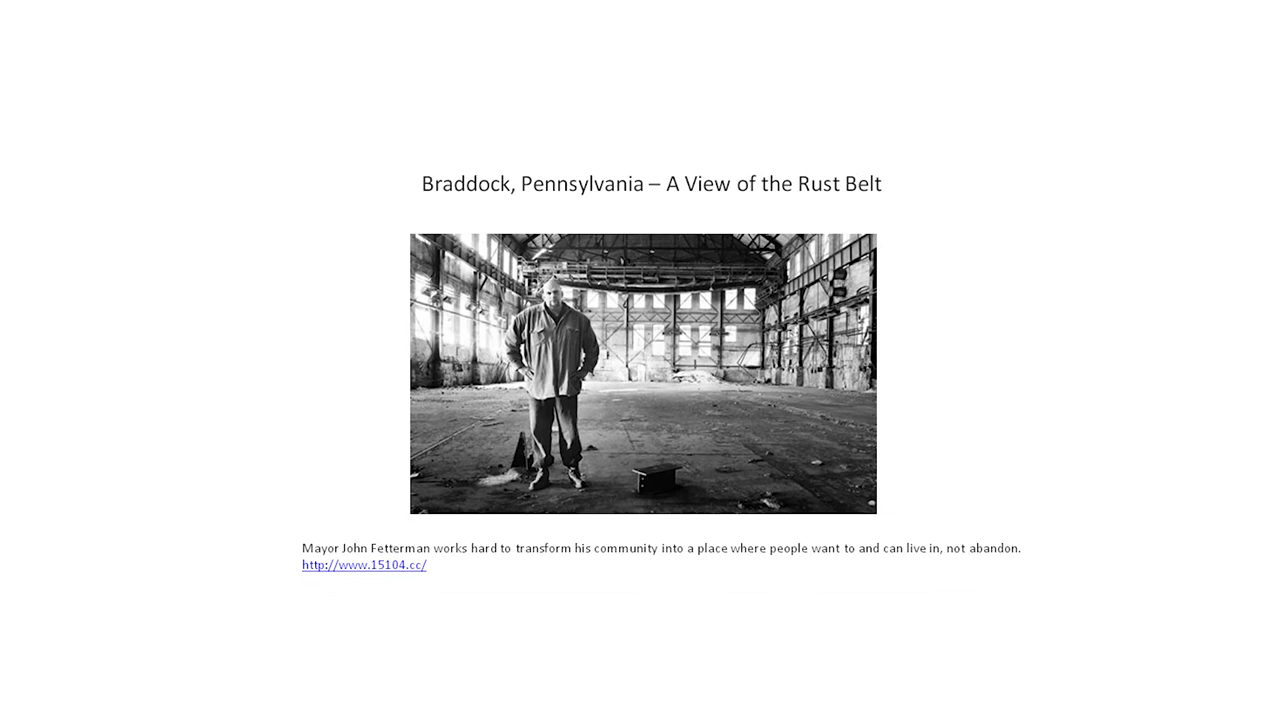 Braddock, Pennsylvania – A View of the Rust Belt
Mayor John Fetterman works hard to transform his community into a place where people want to and can live in, not abandon.
http://www.15104.cc/